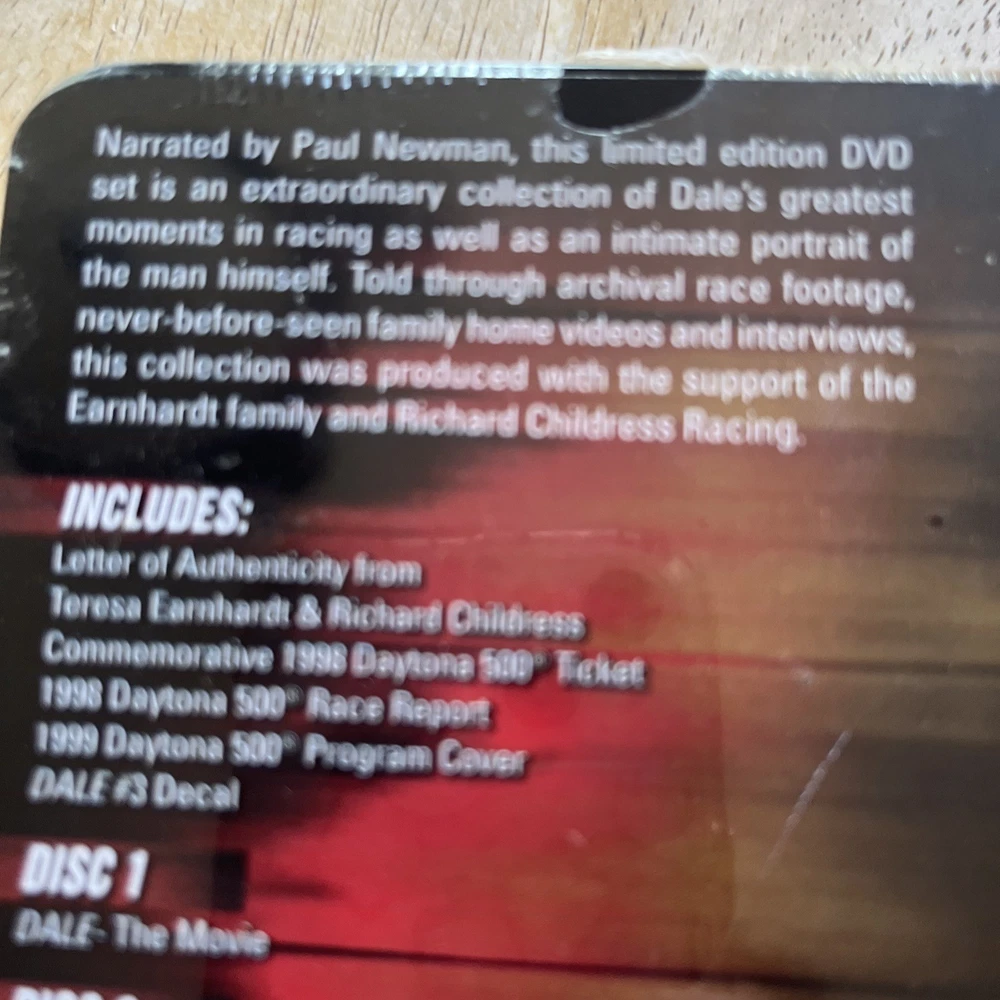 Narrated by Paul Newman, this limited edition DVD
set is an extraordinary collection of Dale's greatest
moments in racing as well as an intimate portrait of
the man himself. Told through archival race footage,
never-before-seen family home videos and interviews,
this collection was produced with the support of the
Earnhardt family and Richard Childress Racing.
INCLUDES:
Letter of Authenticity from
Teresa Earnhardt & Richard Childress
Commemorative 1998 Daytona 500® Ticket
1998 Daytona 500® Race Report
1999 Daytona 500® Program Cover
DALE #3 Decal
DISC 1
DALE- The Movie
DISC